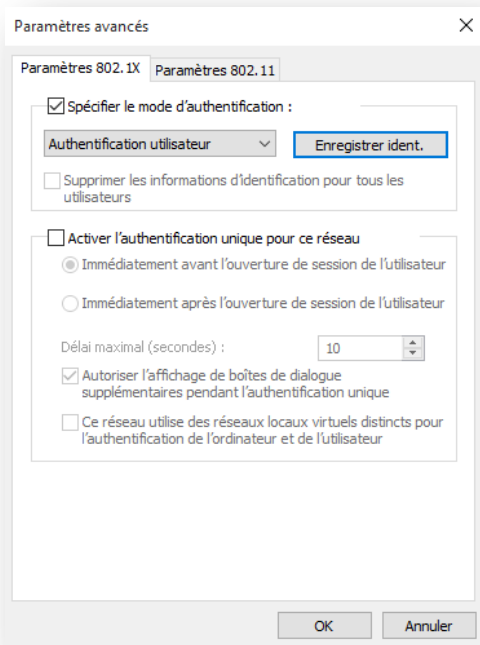 Paramètres avancés
Paramètres 802.1X
Paramètres 802.11
Spécifier le mode d'authentification :
Authentification utilisateur
Enregistrer ident.
Supprimer les informations d'identification pour tous les
utilisateurs
Activer l'authentification unique pour ce réseau
Immédiatement avant l'ouverture de session de l'utilisateur
Immédiatement après l'ouverture de session de l'utilisateur
Délai maximal (secondes) :
10
Autoriser l'affichage de boîtes de dialogue
supplémentaires pendant l'authentification unique
Ce réseau utilise des réseaux locaux virtuels distincts pour
l'authentification de l'ordinateur et de l'utilisateur
OK
Annuler